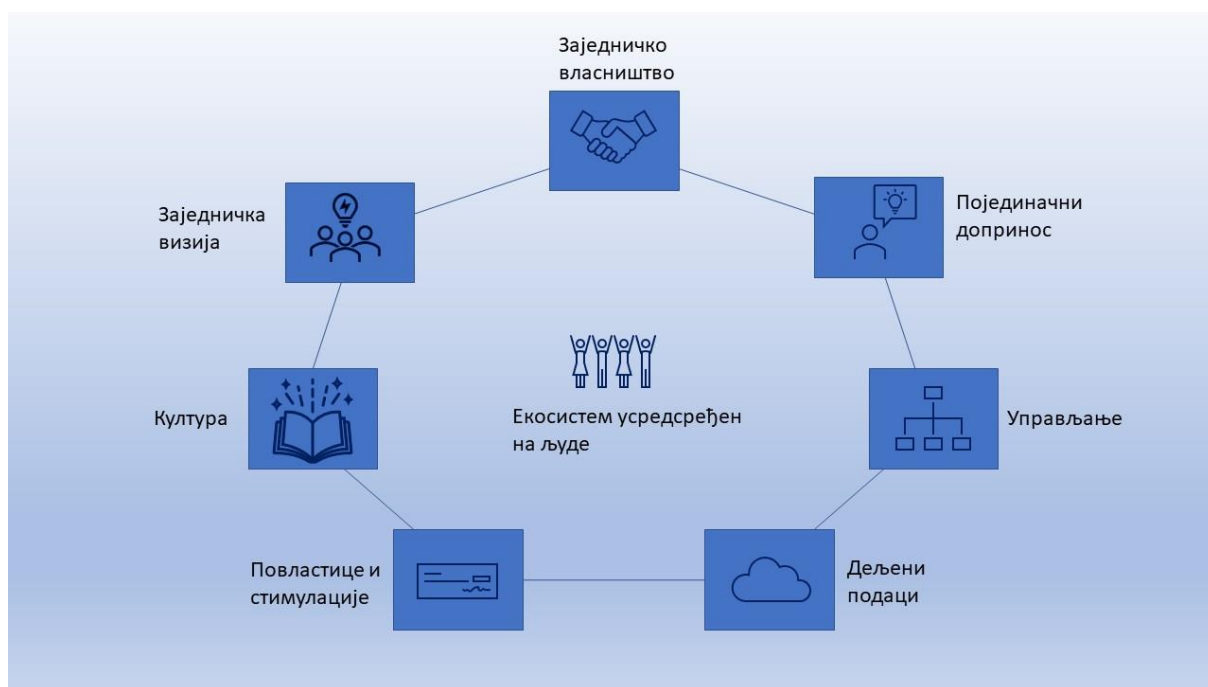 Заједничко
власништво
Заједничка
визија
Појединачни
допринос
Култура
Екосистем усредсређен
на људе
Управљање
Повластице и
стимулације
Дељени
подаци